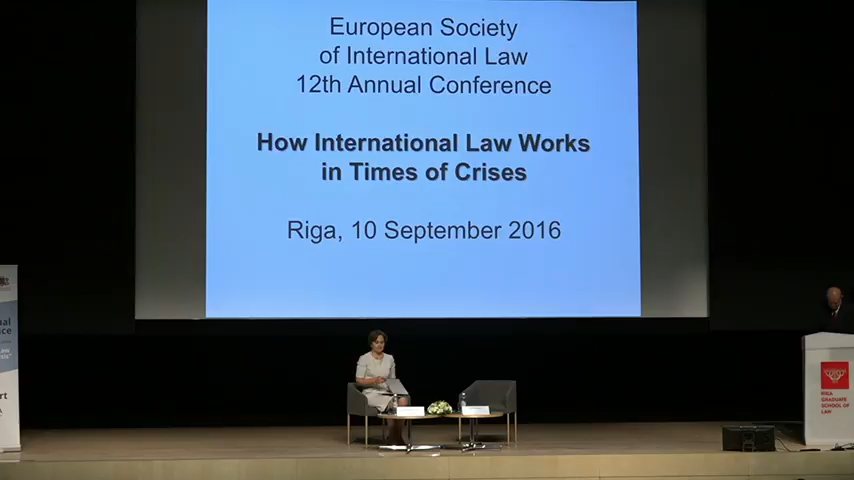 European Society
of International Law
12th Annual Conference
How International Law Works
in Times of Crises
Riga, 10 September 2016
RIGA
GRADUATE
SCHOOL OF
LAW